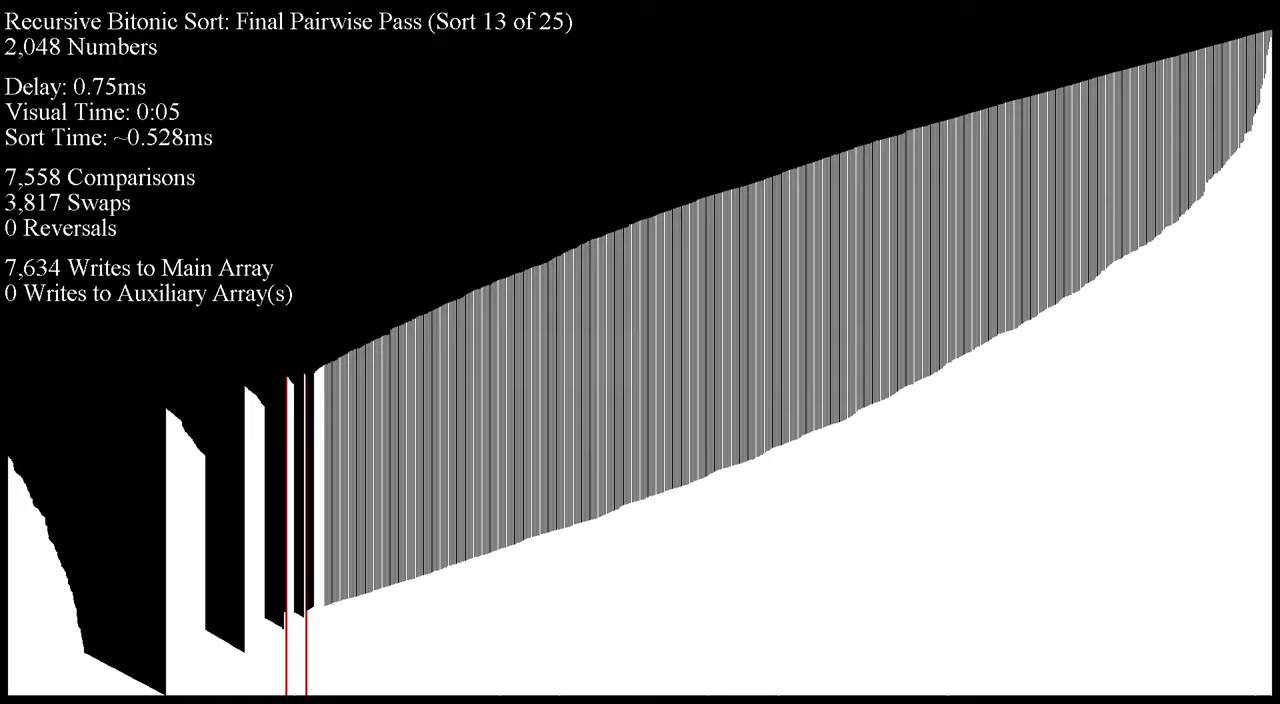 Recursive Bitonic Sort: Final Pairwise Pass (Sort 13 of 25)
2,048 Numbers
Delay: 0.75ms
Visual Time: 0:05
Sort Time: ~0.528ms
7,558 Comparisons
3,817 Swaps
0 Reversals
7,634 Writes to Main Array
0 Writes to Auxiliary Array(s)